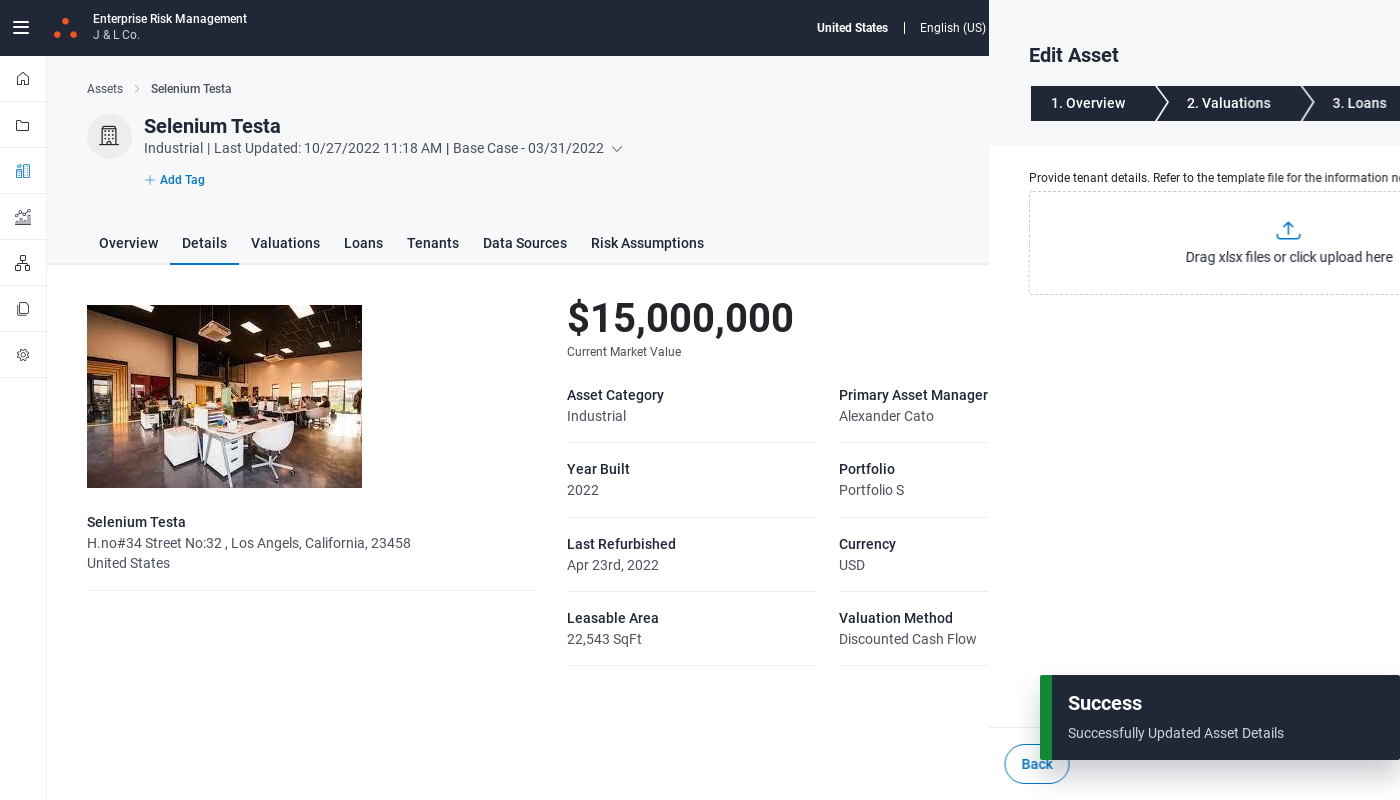 Enterprise Risk Management
J & L Co.
United States
English (US)
Assets
Selenium Testa
Selenium Testa
Industrial | Last Updated: 10/27/2022 11:18 AM | Base Case - 03/31/2022
Add Tag
Overview
Details
Valuations
Loans
Tenants
Data Sources
Risk Assumptions
Selenium Testa
H.no#34 Street No:32 , Los Angels, California, 23458
United States
$15,000,000
Current Market Value
Asset Category
Industrial
Primary Asset Manager
Alexander Cato
Year Built
2022
Portfolio
Portfolio S
Last Refurbished
Apr 23rd, 2022
Currency
USD
Leasable Area
22,543 SqFt
Valuation Method
Discounted Cash Flow
Edit Asset
1. Overview
2. Valuations
3. Loans
Provide tenant details. Refer to the template file for the information
Drag xlsx files or click upload here
Success
Successfully Updated Asset Details
Back